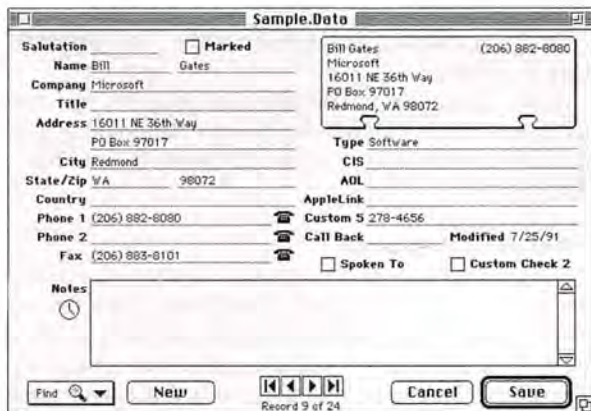 Sample.Data
Salutation
Marked
Name Bill Gates
Company Microsoft
Title
Address 16011 NE 36th Way
PO Box 97017
City Redmond
State/Zip WA 98072
Country
Phone 1 (206) 882-8080
Phone 2
Fax (206) 883-8101
Bill Gates (206) 882-8080
Microsoft
16011 NE 36th Way
PO Box 97017
Redmond, WA 98072
Type Software
CIS
AOL
AppleLink
Custom 5 278-4656
Call Back Modified 7/25/91
Spoken To Custom Check 2
Notes
Find New Cancel Save
Record 9 of 24